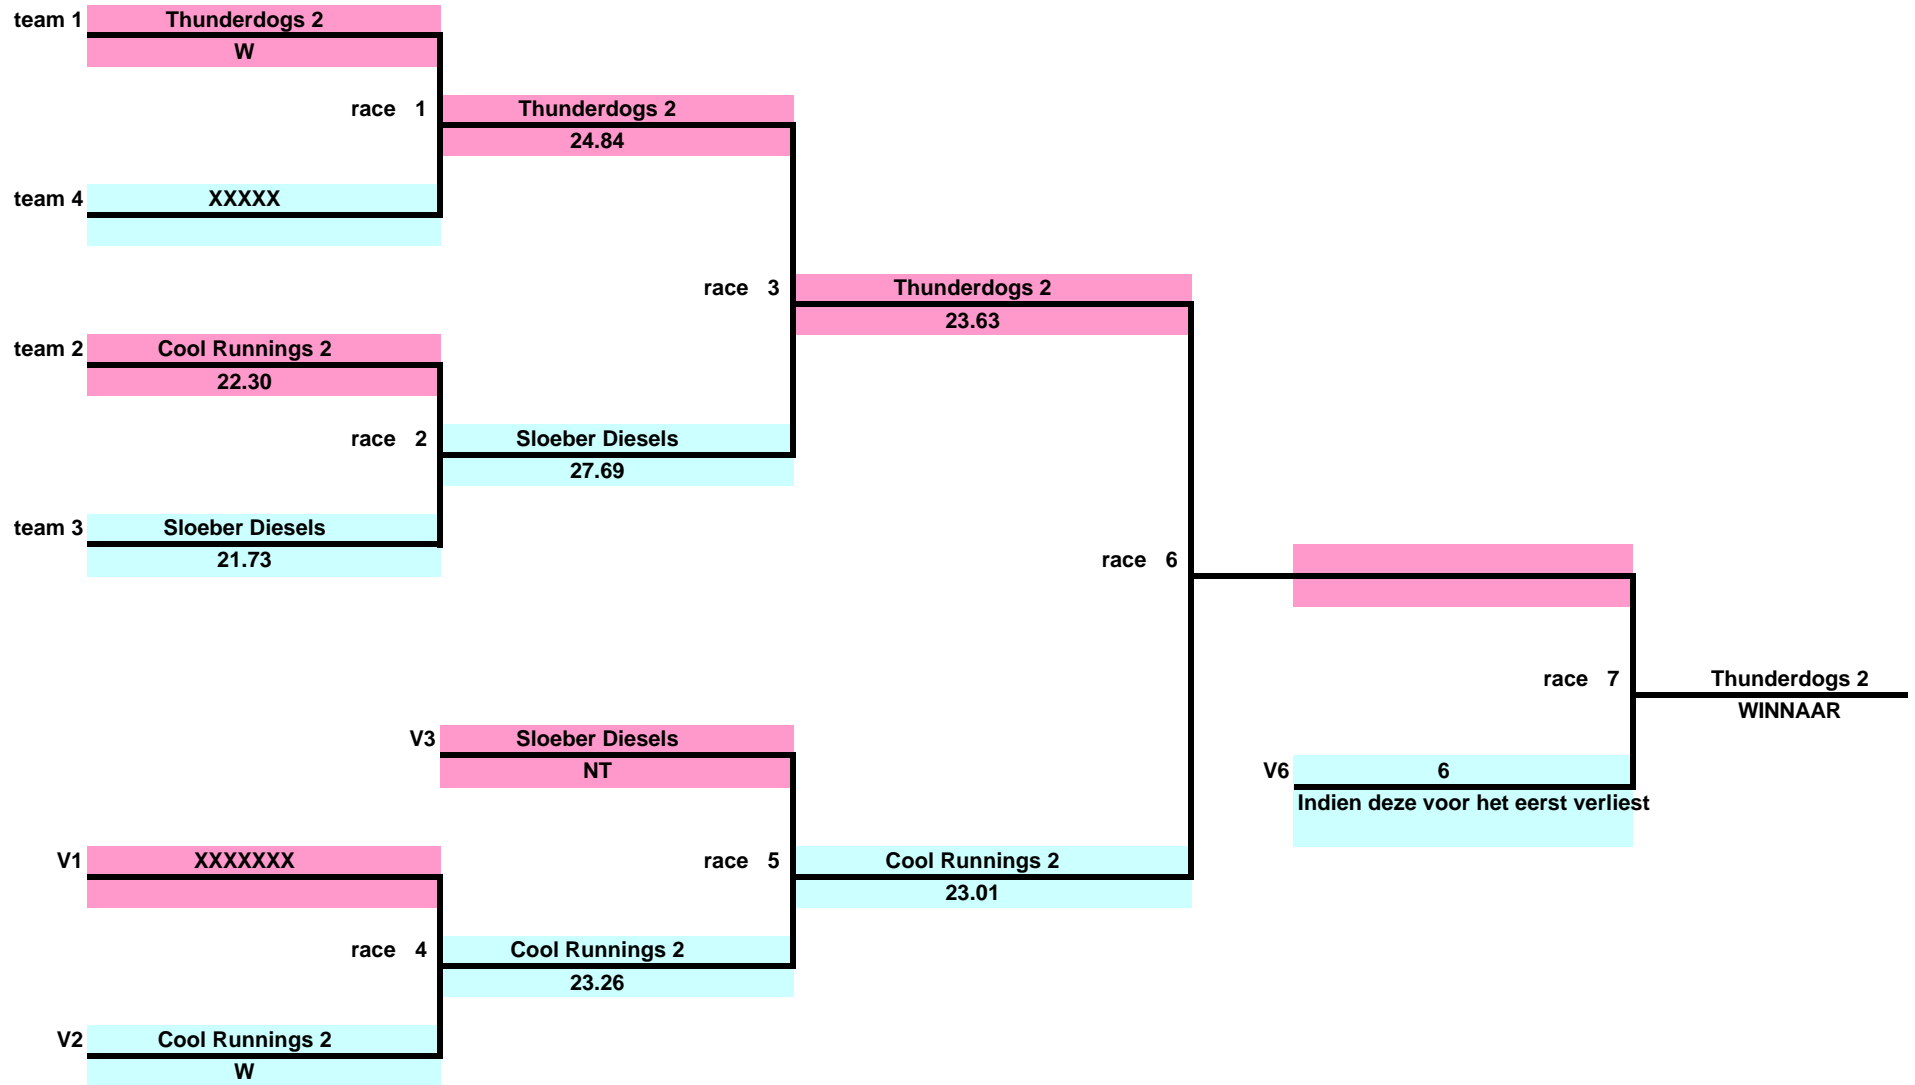 team 1 Thunderdogs 2
W
race 1 Thunderdogs 2
24.84
team 4 XXXXX
race 3 Thunderdogs 2
23.63
team 2 Cool Runnings 2
22.30
race 2 Sloeber Diesels
27.69
team 3 Sloeber Diesels
21.73
race 6
race 7 Thunderdogs 2
WINNAAR
V3 Sloeber Diesels
NT
V6 6
Indien deze voor het eerst verliest
V1 XXXXXXX
race 5 Cool Runnings 2
23.01
race 4 Cool Runnings 2
23.26
V2 Cool Runnings 2
W